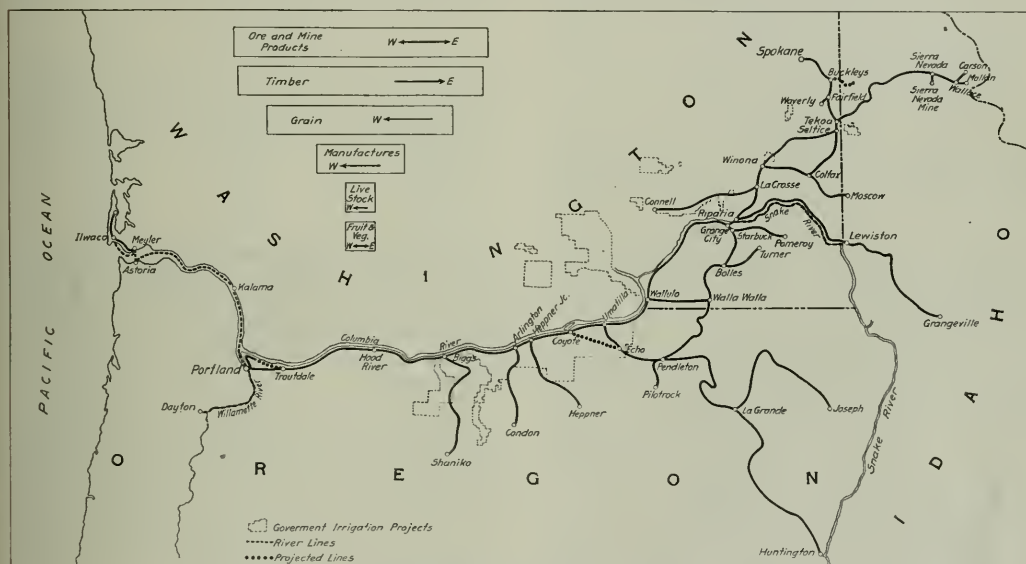 Ore and Mine
Products
W E
Timber
E
Grain
W
Manufactures
W
Live
Stock
W
Fruit &
Veg.
W E
WASHINGTON
OREGON
IDAHO
PACIFIC OCEAN
Spokane
Buckleys
Waverly
Fairfield
Tekoa
Seltice
Sierra
Nevada
Sierra
Nevada
Mine
Carson
Mullan
Wallace
Winona
Colfax
La Crosse
Moscow
Connell
Riparia
Snake
River
Grange
City
Starbuck
Pomeroy
Turner
Lewiston
Bolles
Grangeville
Ilwaco
Meyler
Astoria
Kalama
Wallula
Walla Walla
Umatilla
Heppner Jc.
Arlington
Coyote
Echo
Columbia
River
Hood
River
Biggs
Portland
Troutdale
Dayton
Willamette River
Pendleton
Pilotrock
La Grande
Joseph
Heppner
Condon
Shaniko
Snake River
Huntington
Goverment Irrigation Projects
River Lines
Projected Lines